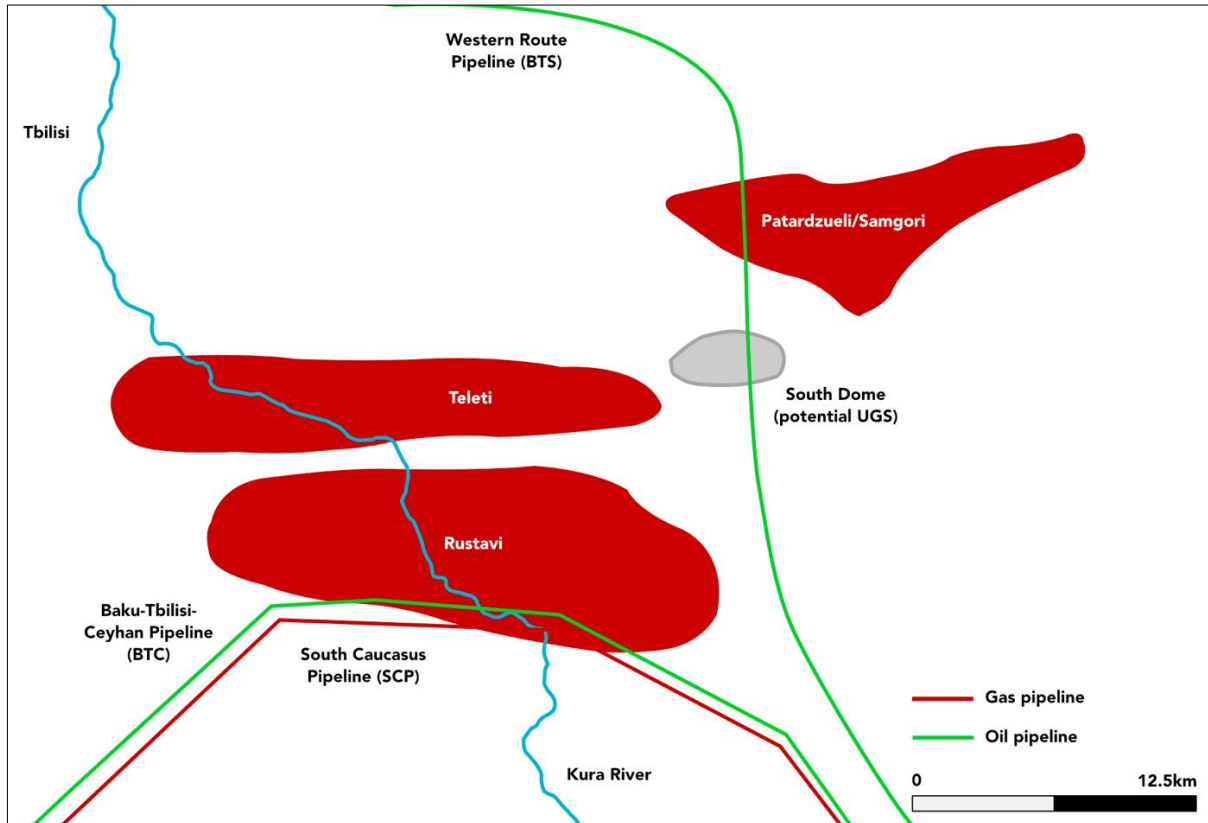 Western Route
Pipeline (BTS)
Tbilisi
Patardzueli/Samgori
Teleti
South Dome
(potential UGS)
Rustavi
Baku-Tbilisi-
Ceyhan Pipeline
(BTC)
South Caucasus
Pipeline (SCP)
Kura River
Gas pipeline
Oil pipeline
0 12.5km